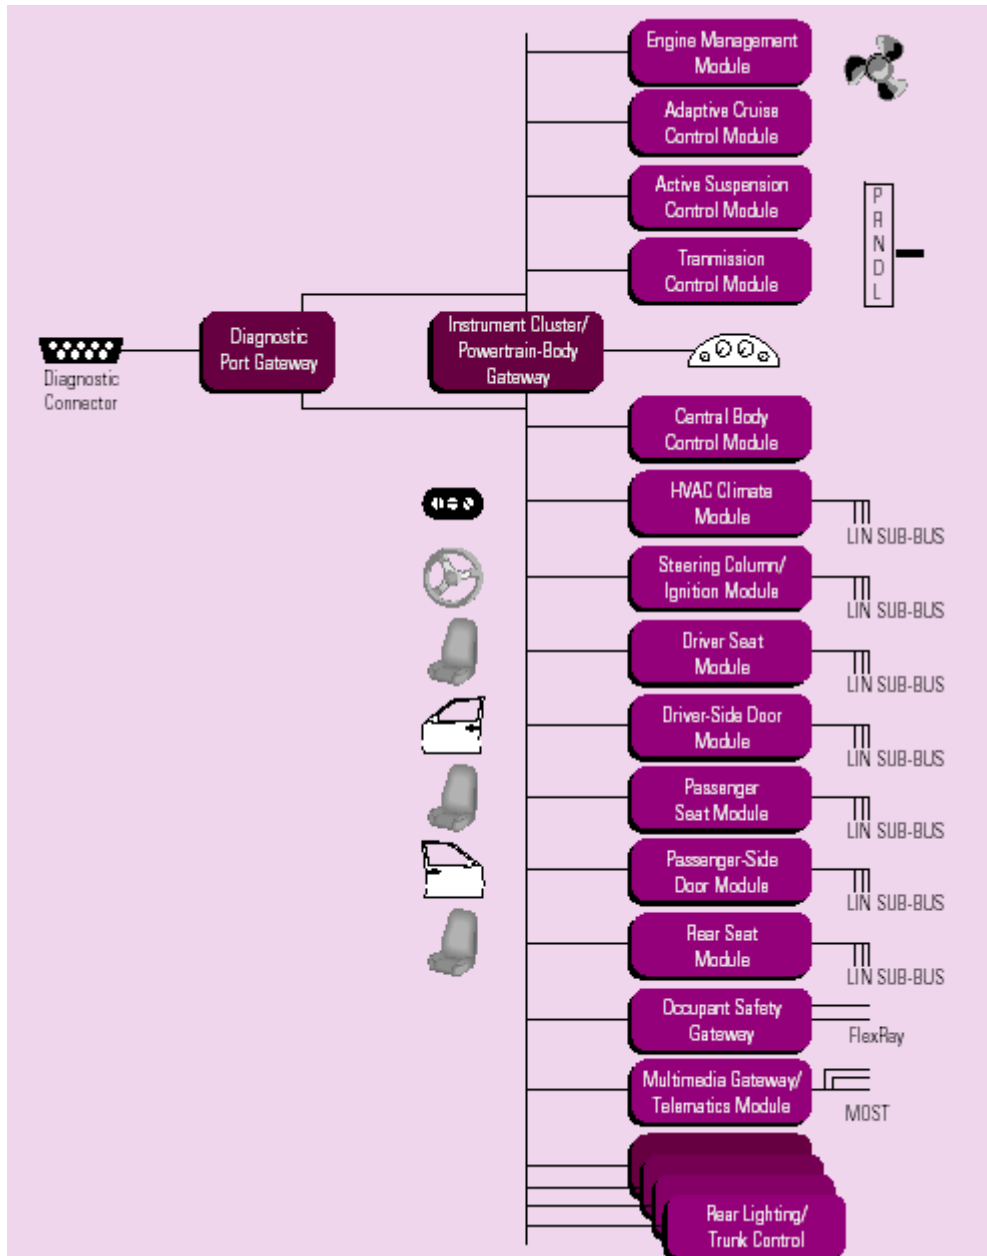 Engine Management
Module
Adaptive Cruise
Control Module
Active Suspension
Control Module
P
R
N
D
L
Tranmission
Control Module
Diagnostic
Port Gateway
Instrument Cluster/
Powertrain-Body
Gateway
Diagnostic
Connector
Central Body
Control Module
HVAC Climate
Module
LIN SUB-BUS
Steering Column/
Ignition Module
LIN SUB-BUS
Driver Seat
Module
LIN SUB-BUS
Driver-Side Door
Module
LIN SUB-BUS
Passenger
Seat Module
LIN SUB-BUS
Passenger-Side
Door Module
LIN SUB-BUS
Rear Seat
Module
LIN SUB-BUS
Occupant Safety
Gateway
FlexRay
Multimedia Gateway/
Telematics Module
MOST
Rear Lighting/
Trunk Control